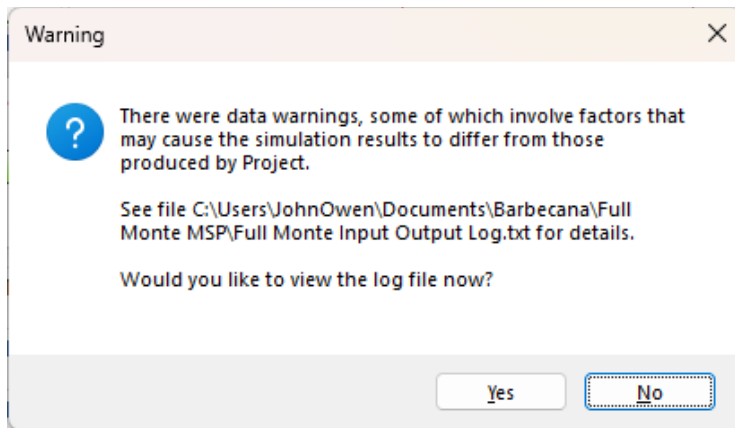 Warning
?
There were data warnings, some of which involve factors that
may cause the simulation results to differ from those
produced by Project.
See file C:\Users\JohnOwen\Documents\Barbecana\Full
Monte MSP\Full Monte Input Output Log.txt for details.
Would you like to view the log file now?
Yes
No